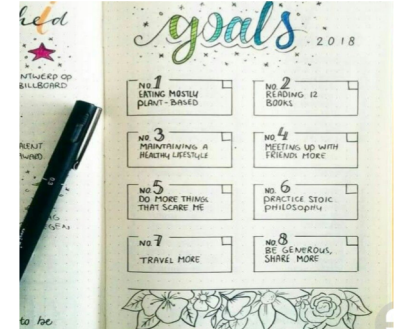 NTWERP OP
BILLBOARD
goals 2018
No. 1
EATING MOSTLY
PLANT-BASED
No. 2
READING 12
BOOKS
No. 3
MAINTAINING A
HEALTHY LIFESTYLE
No. 4
MEETING UP WITH
FRIENDS MORE
No. 5
DO MORE THINGS
THAT SCARE ME
No. 6
PRACTICE STOIC
PHILOSOPHY
No. 7
TRAVEL MORE
No. 8
BE GENEROUS,
SHARE MORE
to be